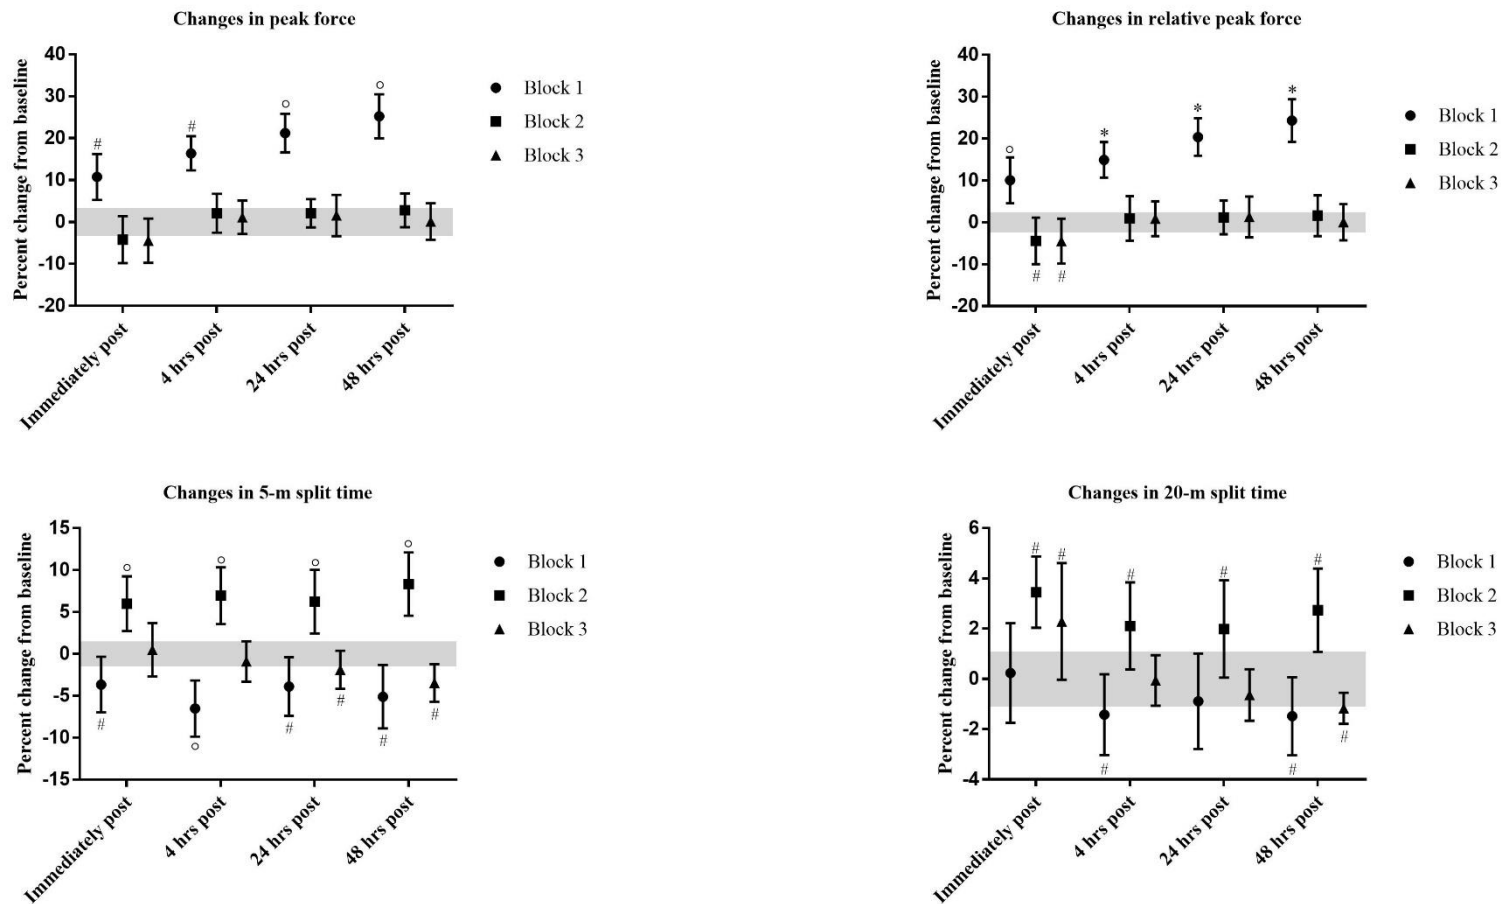 Changes in peak force
Percent change from baseline
40
30
20
10
0
-10
-20
# # ○ ○
Immediately post
4 hrs post
24 hrs post
48 hrs post
Block 1
Block 2
Block 3
Changes in relative peak force
Percent change from baseline
40
30
20
10
0
-10
-20
○ * * *
# #
Immediately post
4 hrs post
24 hrs post
48 hrs post
Block 1
Block 2
Block 3
Changes in 5-m split time
Percent change from baseline
15
10
5
0
-5
-10
-15
○ ○ ○ ○
# ○ # # # #
Immediately post
4 hrs post
24 hrs post
48 hrs post
Block 1
Block 2
Block 3
Changes in 20-m split time
Percent change from baseline
6
4
2
0
-2
-4
# # # # #
# # #
Immediately post
4 hrs post
24 hrs post
48 hrs post
Block 1
Block 2
Block 3